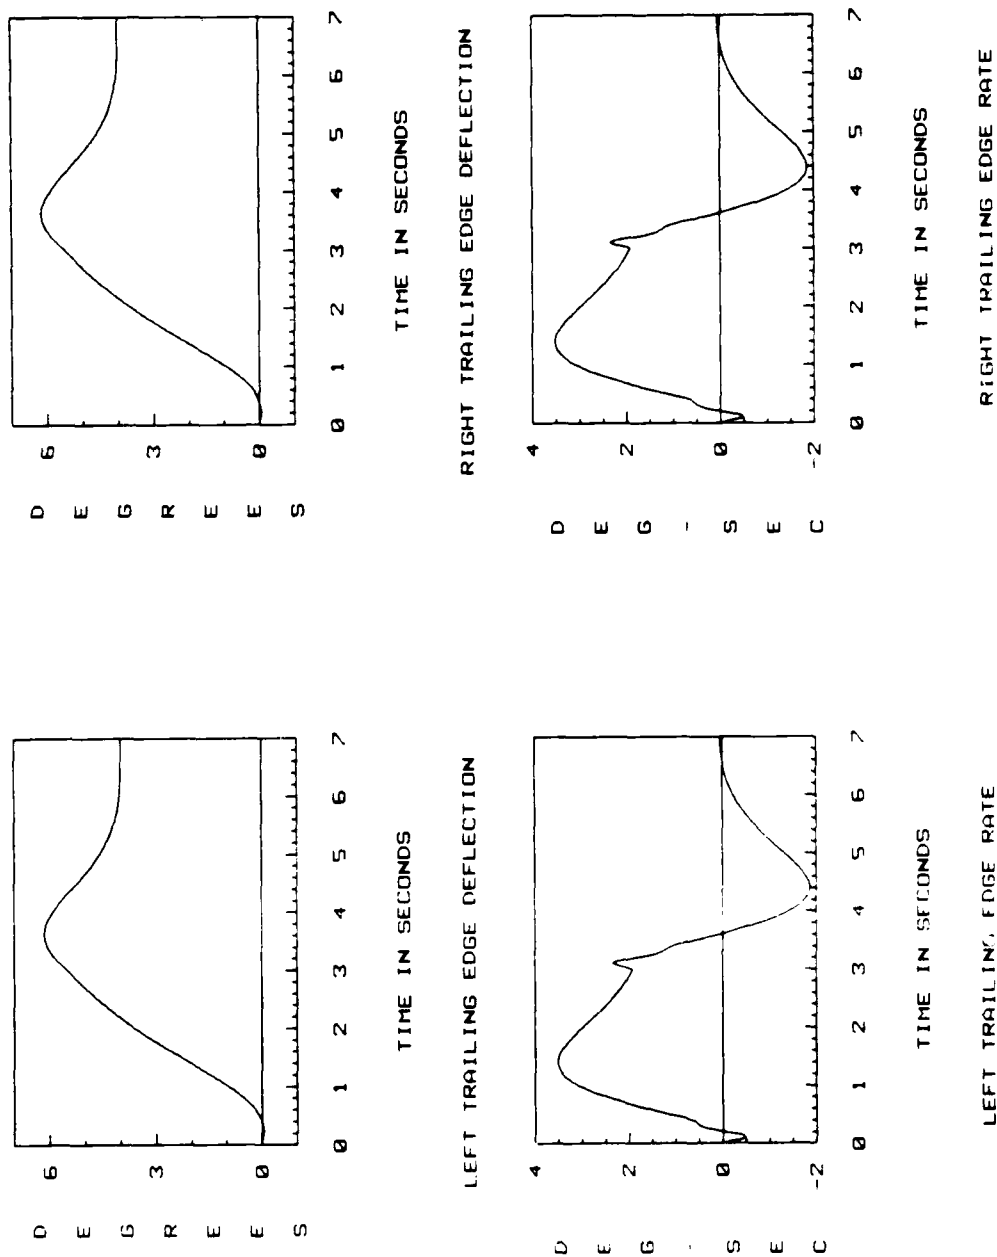 D E G R E E S
6
3
0
0 1 2 3 4 5 6 7
TIME IN SECONDS
LEFT TRAILING EDGE DEFLECTION
D E G R E E S
6
3
0
0 1 2 3 4 5 6 7
TIME IN SECONDS
RIGHT TRAILING EDGE DEFLECTION
D E G - S E C
4
2
0
-2
0 1 2 3 4 5 6 7
TIME IN SECONDS
LEFT TRAILING EDGE RATE
D E G - S E C
4
2
0
-2
0 1 2 3 4 5 6 7
TIME IN SECONDS
RIGHT TRAILING EDGE RATE